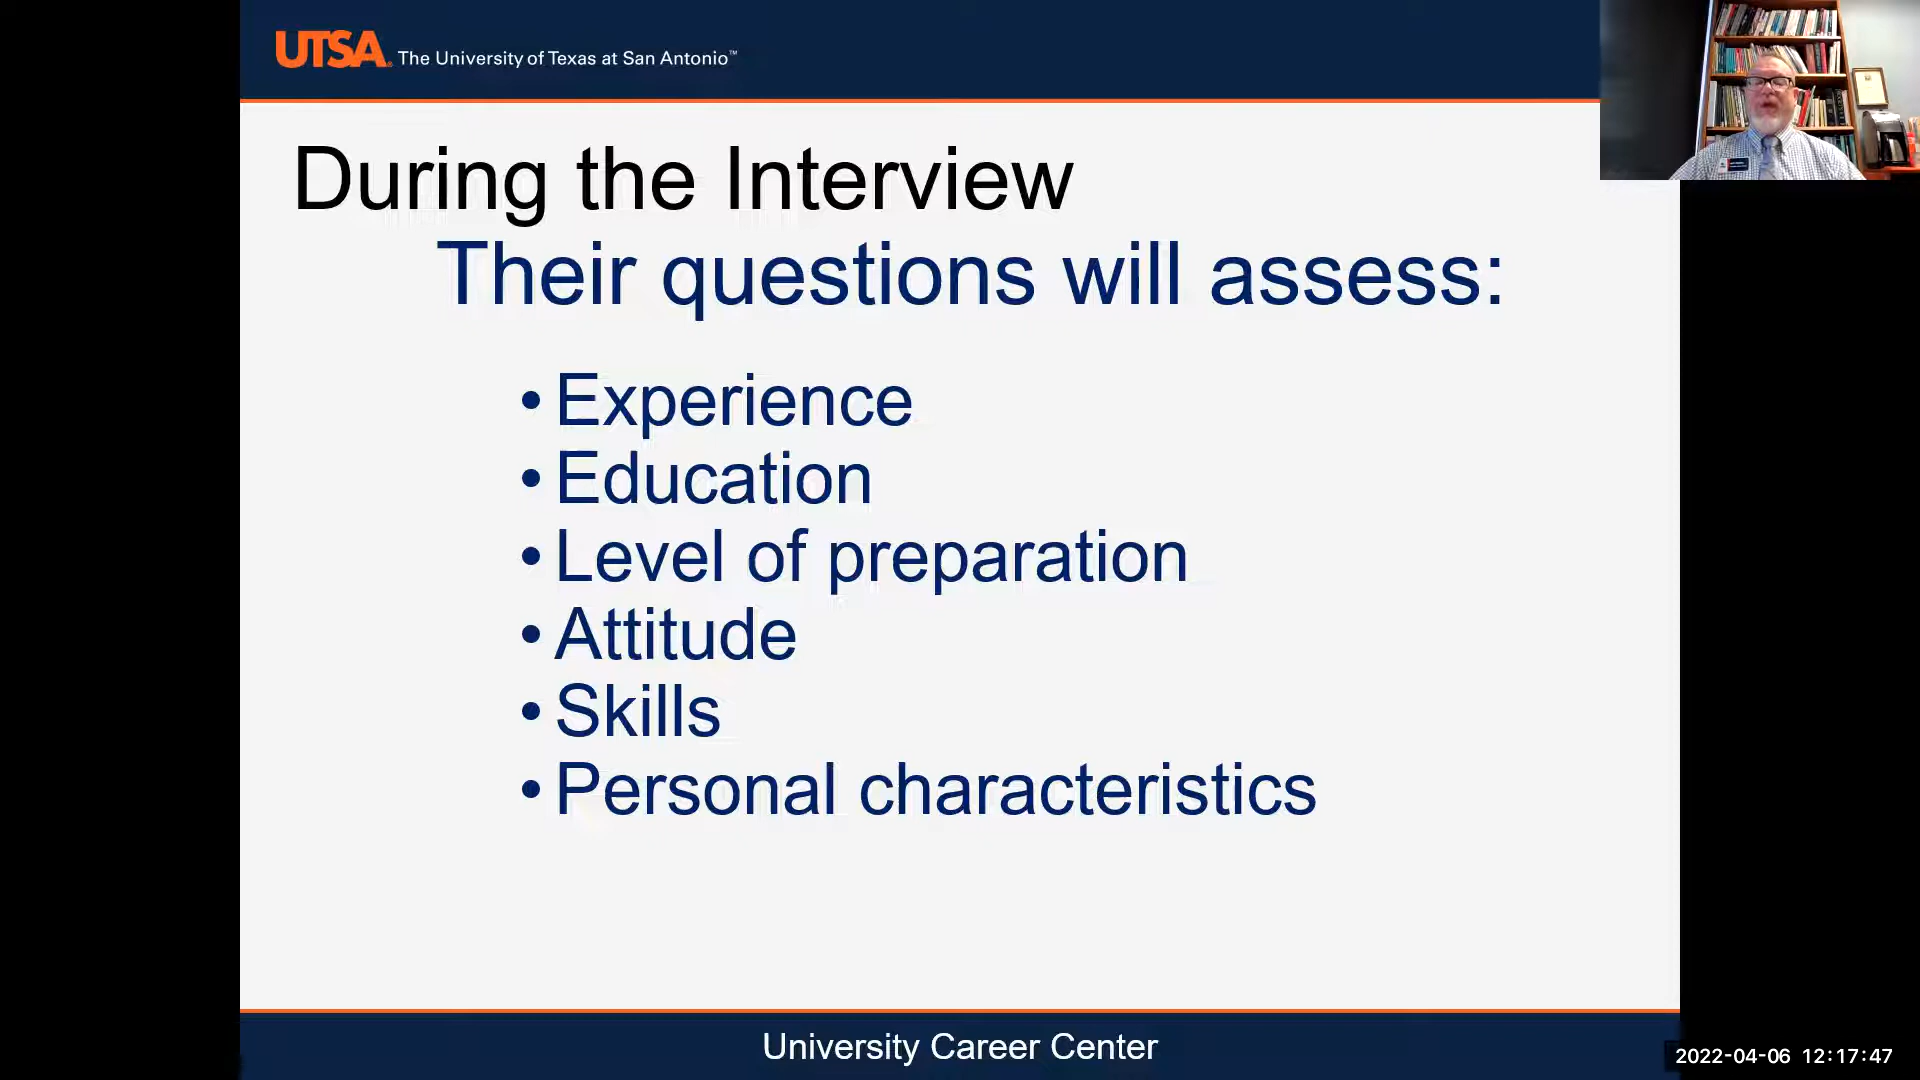 UTSA. The University of Texas at San Antonio™
During the Interview
Their questions will assess:
• Experience
• Education
• Level of preparation
• Attitude
• Skills
• Personal characteristics
University Career Center
2022-04-06 12:17:47